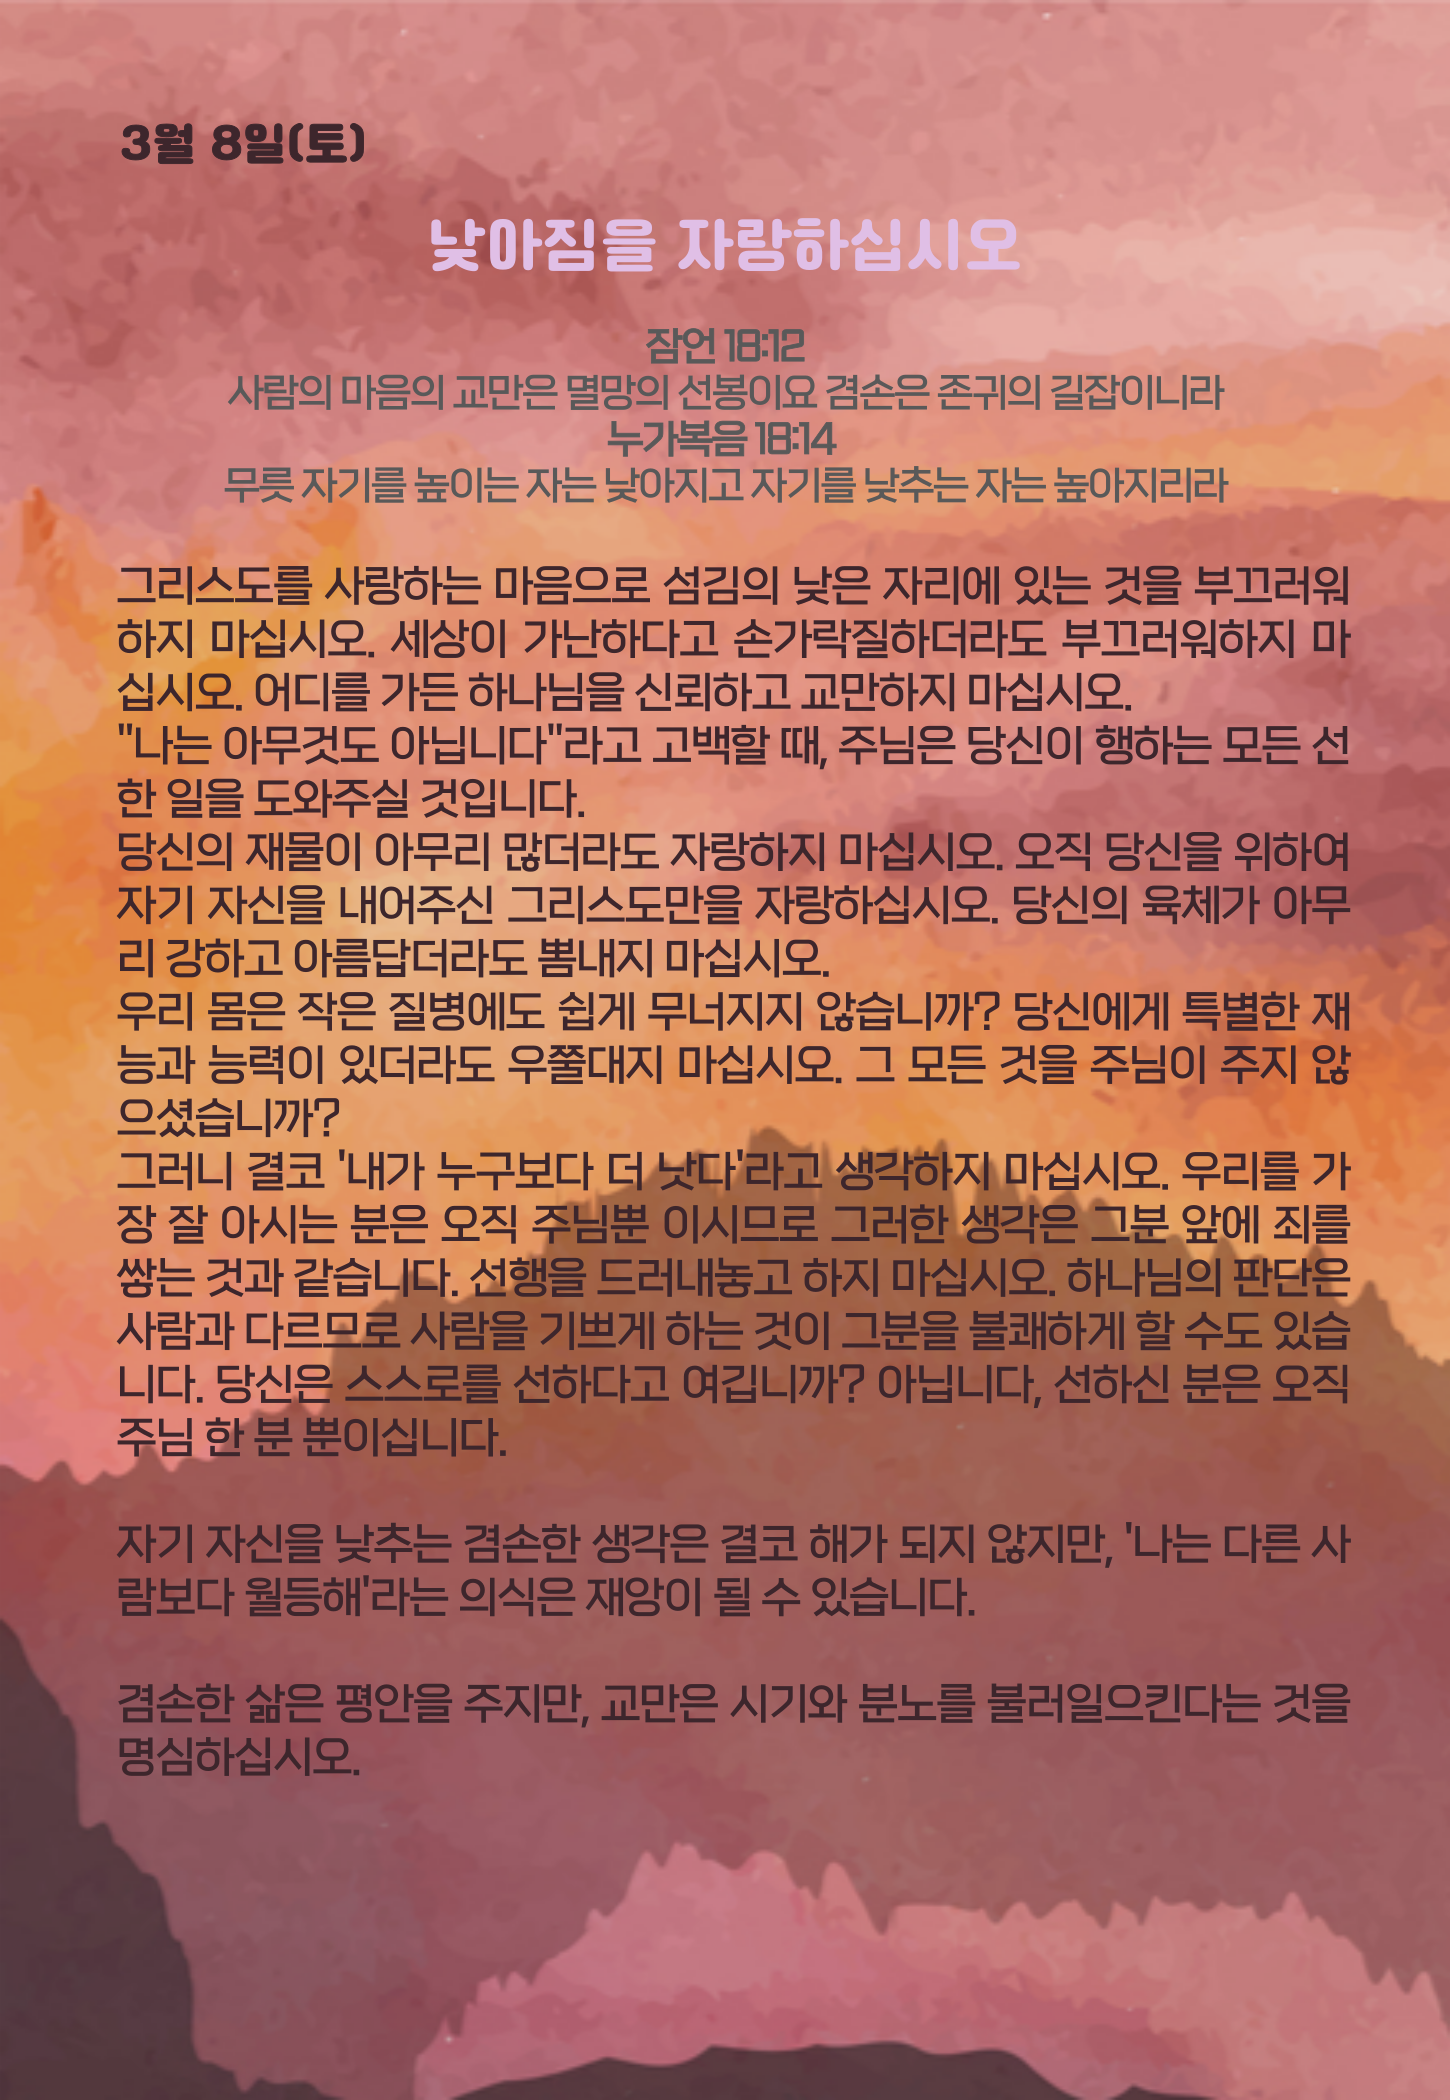 3월 8일(토)
낮아짐을 자랑하십시오
잠언 18:12
사람의 마음의 교만은 멸망의 선봉이요 겸손은 존귀의 길잡이니라
누가복음 18:14
무릇 자기를 높이는 자는 낮아지고 자기를 낮추는 자는 높아지리라
그리스도를 사랑하는 마음으로 섬김의 낮은 자리에 있는 것을 부끄러워
하지 마십시오. 세상이 가난하다고 손가락질하더라도 부끄러워하지 마
십시오. 어디를 가든 하나님을 신뢰하고 교만하지 마십시오.
"나는 아무것도 아닙니다"라고 고백할 때, 주님은 당신이 행하는 모든 선
한 일을 도와주실 것입니다.
당신의 재물이 아무리 많더라도 자랑하지 마십시오. 오직 당신을 위하여
자기 자신을 내어주신 그리스도만을 자랑하십시오. 당신의 육체가 아무
리 강하고 아름답더라도 뽐내지 마십시오.
우리 몸은 작은 질병에도 쉽게 무너지지 않습니까? 당신에게 특별한 재
능과 능력이 있더라도 우쭐대지 마십시오. 그 모든 것을 주님이 주지 않
으셨습니까?
그러니 결코 '내가 누구보다 더 낫다'라고 생각하지 마십시오. 우리를 가
장 잘 아시는 분은 오직 주님뿐 이시므로 그러한 생각은 그분 앞에 죄를
쌓는 것과 같습니다. 선행을 드러내놓고 하지 마십시오. 하나님의 판단은
사람과 다르므로 사람을 기쁘게 하는 것이 그분을 불쾌하게 할 수도 있습
니다. 당신은 스스로를 선하다고 여깁니까? 아닙니다, 선하신 분은 오직
주님 한 분 뿐이십니다.
자기 자신을 낮추는 겸손한 생각은 결코 해가 되지 않지만, '나는 다른 사
람보다 월등해'라는 의식은 재앙이 될 수 있습니다.
겸손한 삶은 평안을 주지만, 교만은 시기와 분노를 불러일으킨다는 것을
명심하십시오.